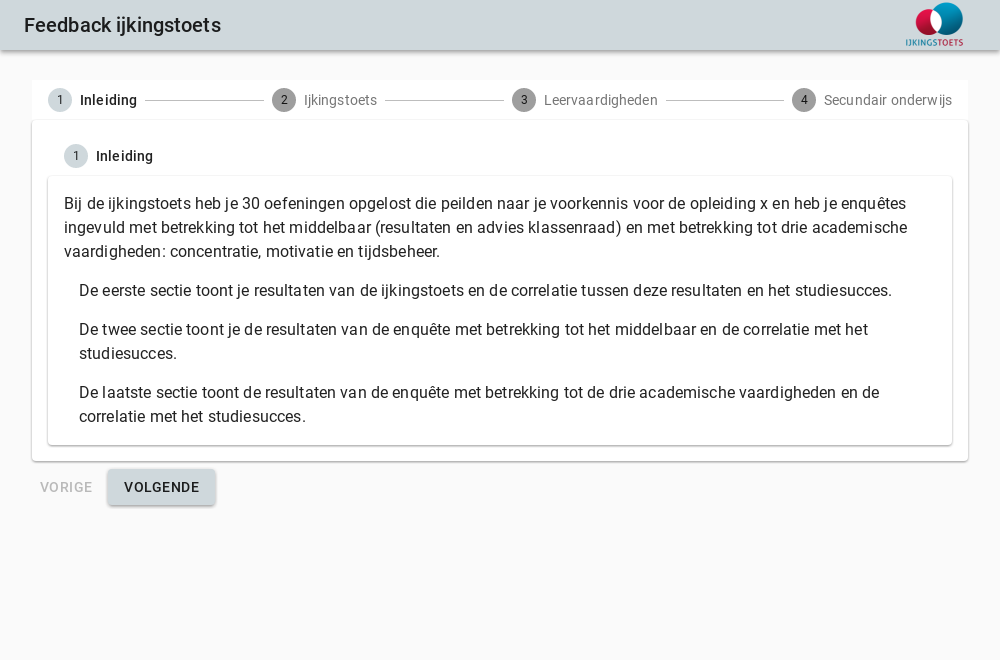 Feedback ijkingstoets
IJKINGSTOETS
1 Inleiding 2 Ijkingstoets 3 Leervaardigheden 4 Secundair onderwijs
1 Inleiding
Bij de ijkingstoets heb je 30 oefeningen opgelost die peilden naar je voorkennis voor de opleiding x en heb je enquêtes
ingevuld met betrekking tot het middelbaar (resultaten en advies klassenraad) en met betrekking tot drie academische
vaardigheden: concentratie, motivatie en tijdsbeheer.
De eerste sectie toont je resultaten van de ijkingstoets en de correlatie tussen deze resultaten en het studiesucces.
De twee sectie toont je de resultaten van de enquête met betrekking tot het middelbaar en de correlatie met het
studiesucces.
De laatste sectie toont de resultaten van de enquête met betrekking tot de drie academische vaardigheden en de
correlatie met het studiesucces.
VORIGE VOLGENDE